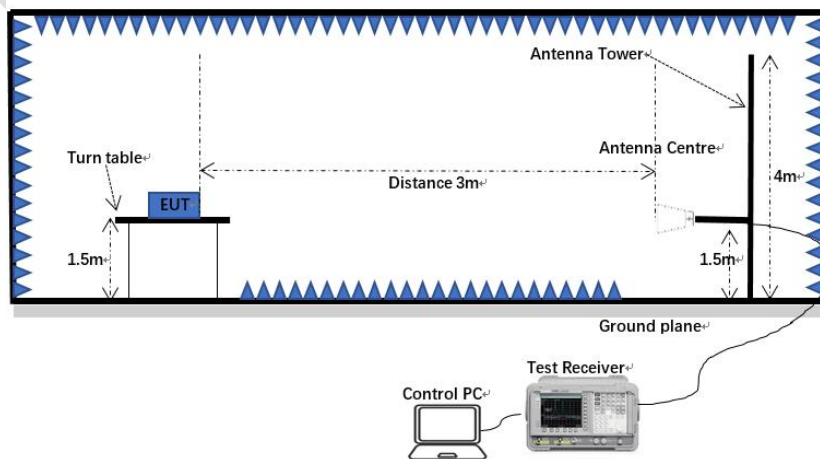 Antenna Tower
Turn table
Antenna Centre
Distance 3m
4m
EUT
1.5m
1.5m
Ground plane
Test Receiver
Control PC